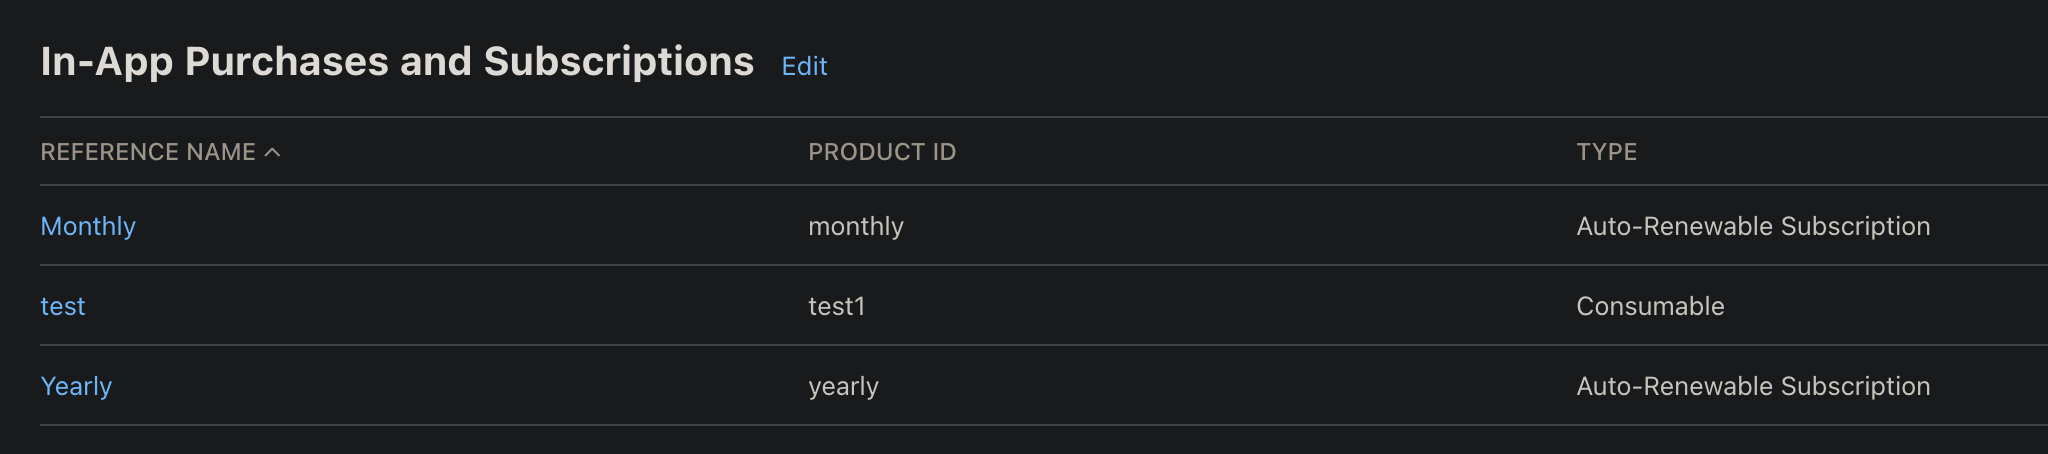 In-App Purchases and Subscriptions Edit
REFERENCE NAME PRODUCT ID TYPE
Monthly monthly Auto-Renewable Subscription
test test1 Consumable
Yearly yearly Auto-Renewable Subscription